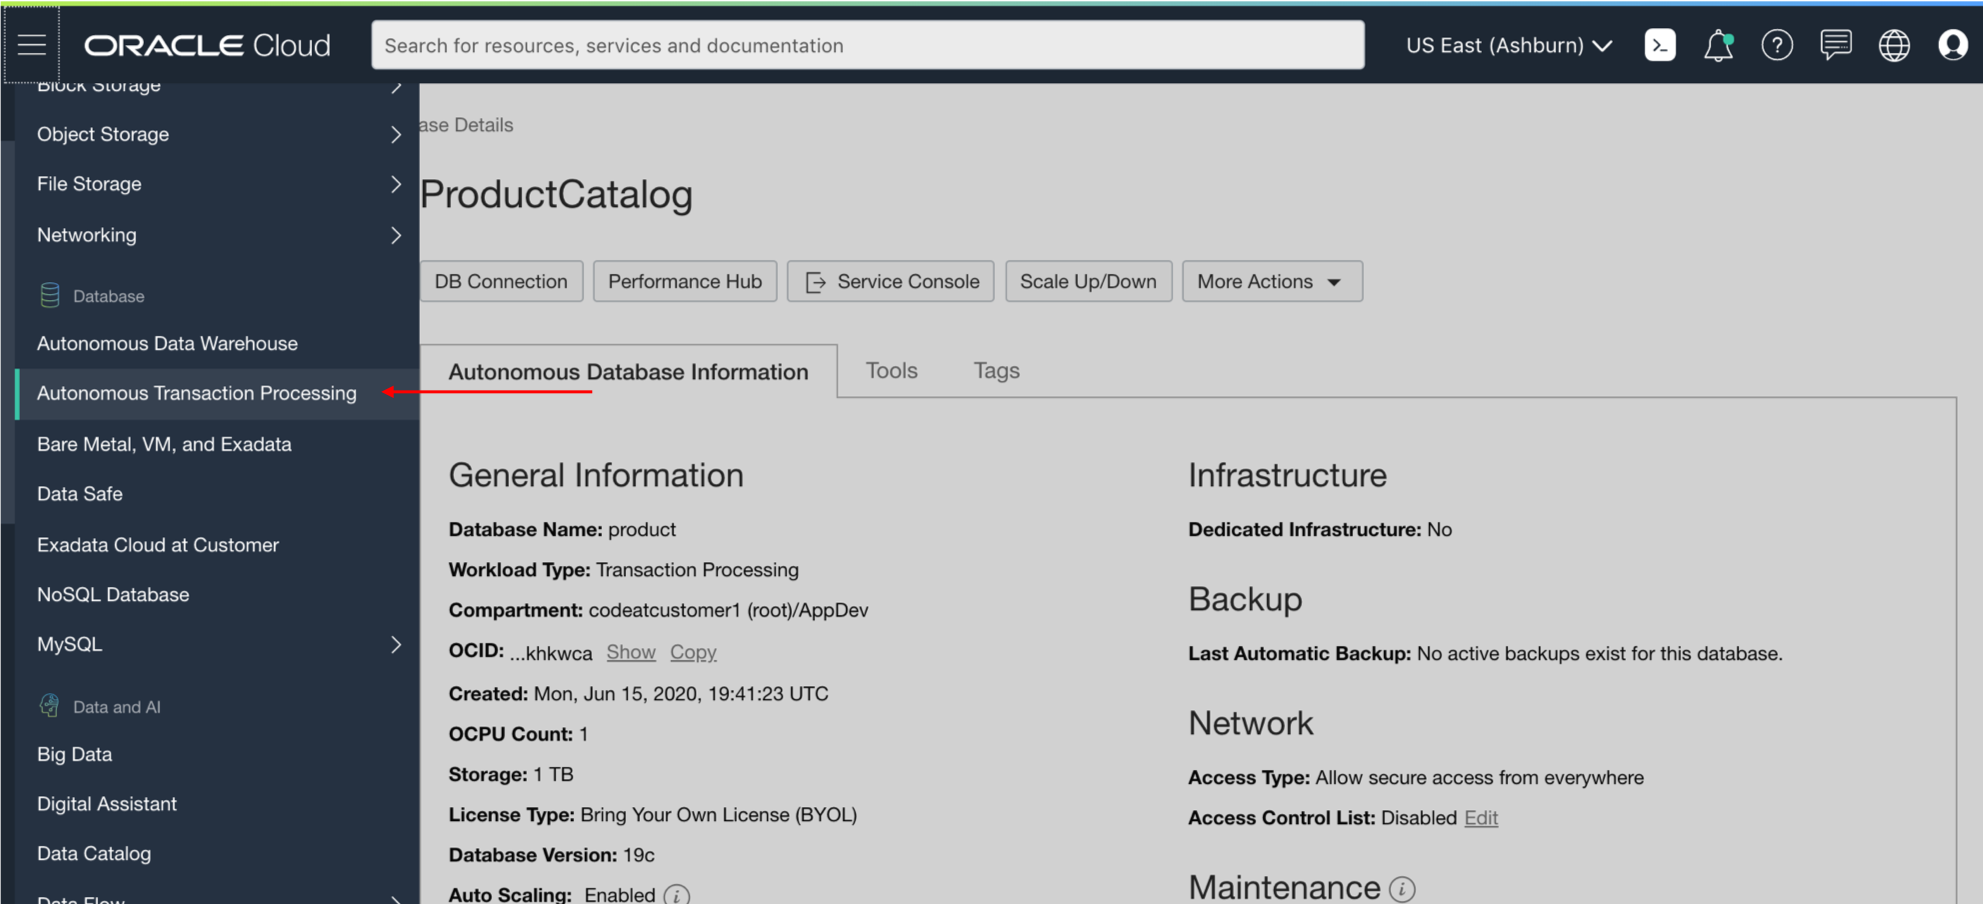 ORACLE Cloud
Search for resources, services and documentation
US East (Ashburn)
Block Storage
Object Storage
File Storage
Networking
Database
Autonomous Data Warehouse
Autonomous Transaction Processing
Bare Metal, VM, and Exadata
Data Safe
Exadata Cloud at Customer
NoSQL Database
MySQL
Data and AI
Big Data
Digital Assistant
Data Catalog
Data Flow
ase Details
ProductCatalog
DB Connection
Performance Hub
Service Console
Scale Up/Down
More Actions
Autonomous Database Information
Tools
Tags
General Information
Database Name: product
Workload Type: Transaction Processing
Compartment: codeatcustomer1 (root)/AppDev
OCID: ...khkwca Show Copy
Created: Mon, Jun 15, 2020, 19:41:23 UTC
OCPU Count: 1
Storage: 1 TB
License Type: Bring Your Own License (BYOL)
Database Version: 19c
Auto Scaling: Enabled
Infrastructure
Dedicated Infrastructure: No
Backup
Last Automatic Backup: No active backups exist for this database.
Network
Access Type: Allow secure access from everywhere
Access Control List: Disabled Edit
Maintenance